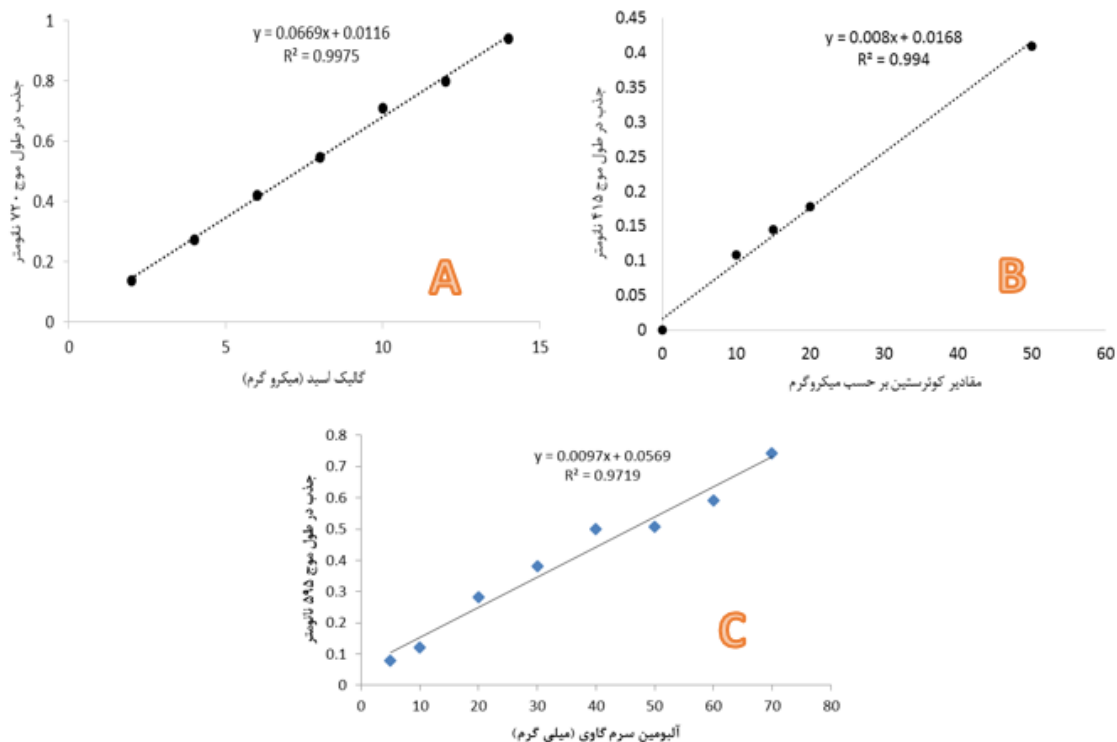 y = 0.0669x + 0.0116
R² = 0.9975
جذب در طول موج ۷۲۰ نانومتر
1
0.8
0.6
0.4
0.2
0
0 5 10 15
گالیک اسید (میکرو گرم)
A
y = 0.008x + 0.0168
R² = 0.994
جذب در طول موج ۴۱۵ نانومتر
0.45
0.4
0.35
0.3
0.25
0.2
0.15
0.1
0.05
0
0 10 20 30 40 50 60
مقادیر کوئرستین بر حسب میکروگرم
B
y = 0.0097x + 0.0569
R² = 0.9719
جذب در طول موج ۵۹۵ نانومتر
0.8
0.7
0.6
0.5
0.4
0.3
0.2
0.1
0
0 10 20 30 40 50 60 70 80
آلبومین سرم گاوی (میلی گرم)
C